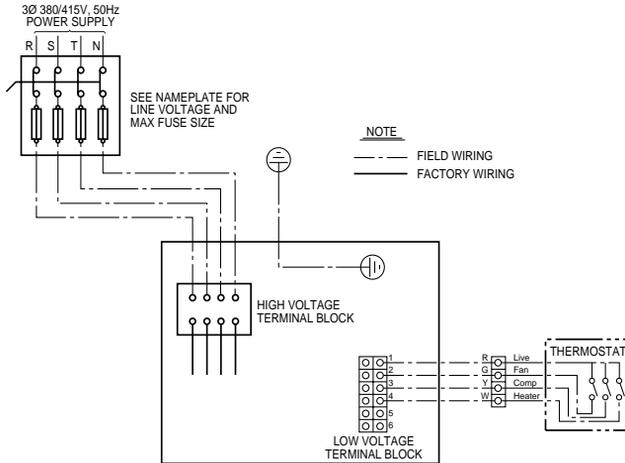 3Ø 380/415V, 50Hz
POWER SUPPLY
R S T N
SEE NAMEPLATE FOR
LINE VOLTAGE AND
MAX FUSE SIZE
NOTE
FIELD WIRING
FACTORY WIRING
HIGH VOLTAGE
TERMINAL BLOCK
THERMOSTAT
1 R Live
2 G Fan
3 Y Comp
4 W Heater
5
6
LOW VOLTAGE
TERMINAL BLOCK